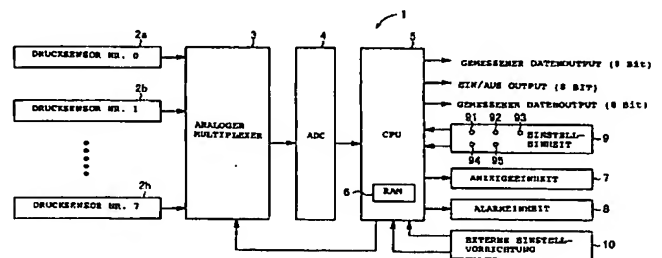 1
2a
3
4
5
DRUCKSENSOR NR. 0
2b
DRUCKSENSOR NR. 1
2h
DRUCKSENSOR NR. 7
ANALOGER
MULTIPLEXER
ADC
CPU
6
RAM
GEMESSENER DATENOUTPUT (8 Bit)
EIN/AUS OUTPUT (8 BIT)
GEMESSENER DATENOUTPUT (8 Bit)
91 92 93
EINSTELL-
EINHEIT
94 95
9
ANZEIGEEINHEIT
7
ALARMEINHEIT
8
EXTERNE EINSTELL-
VORRICHTUNG
10